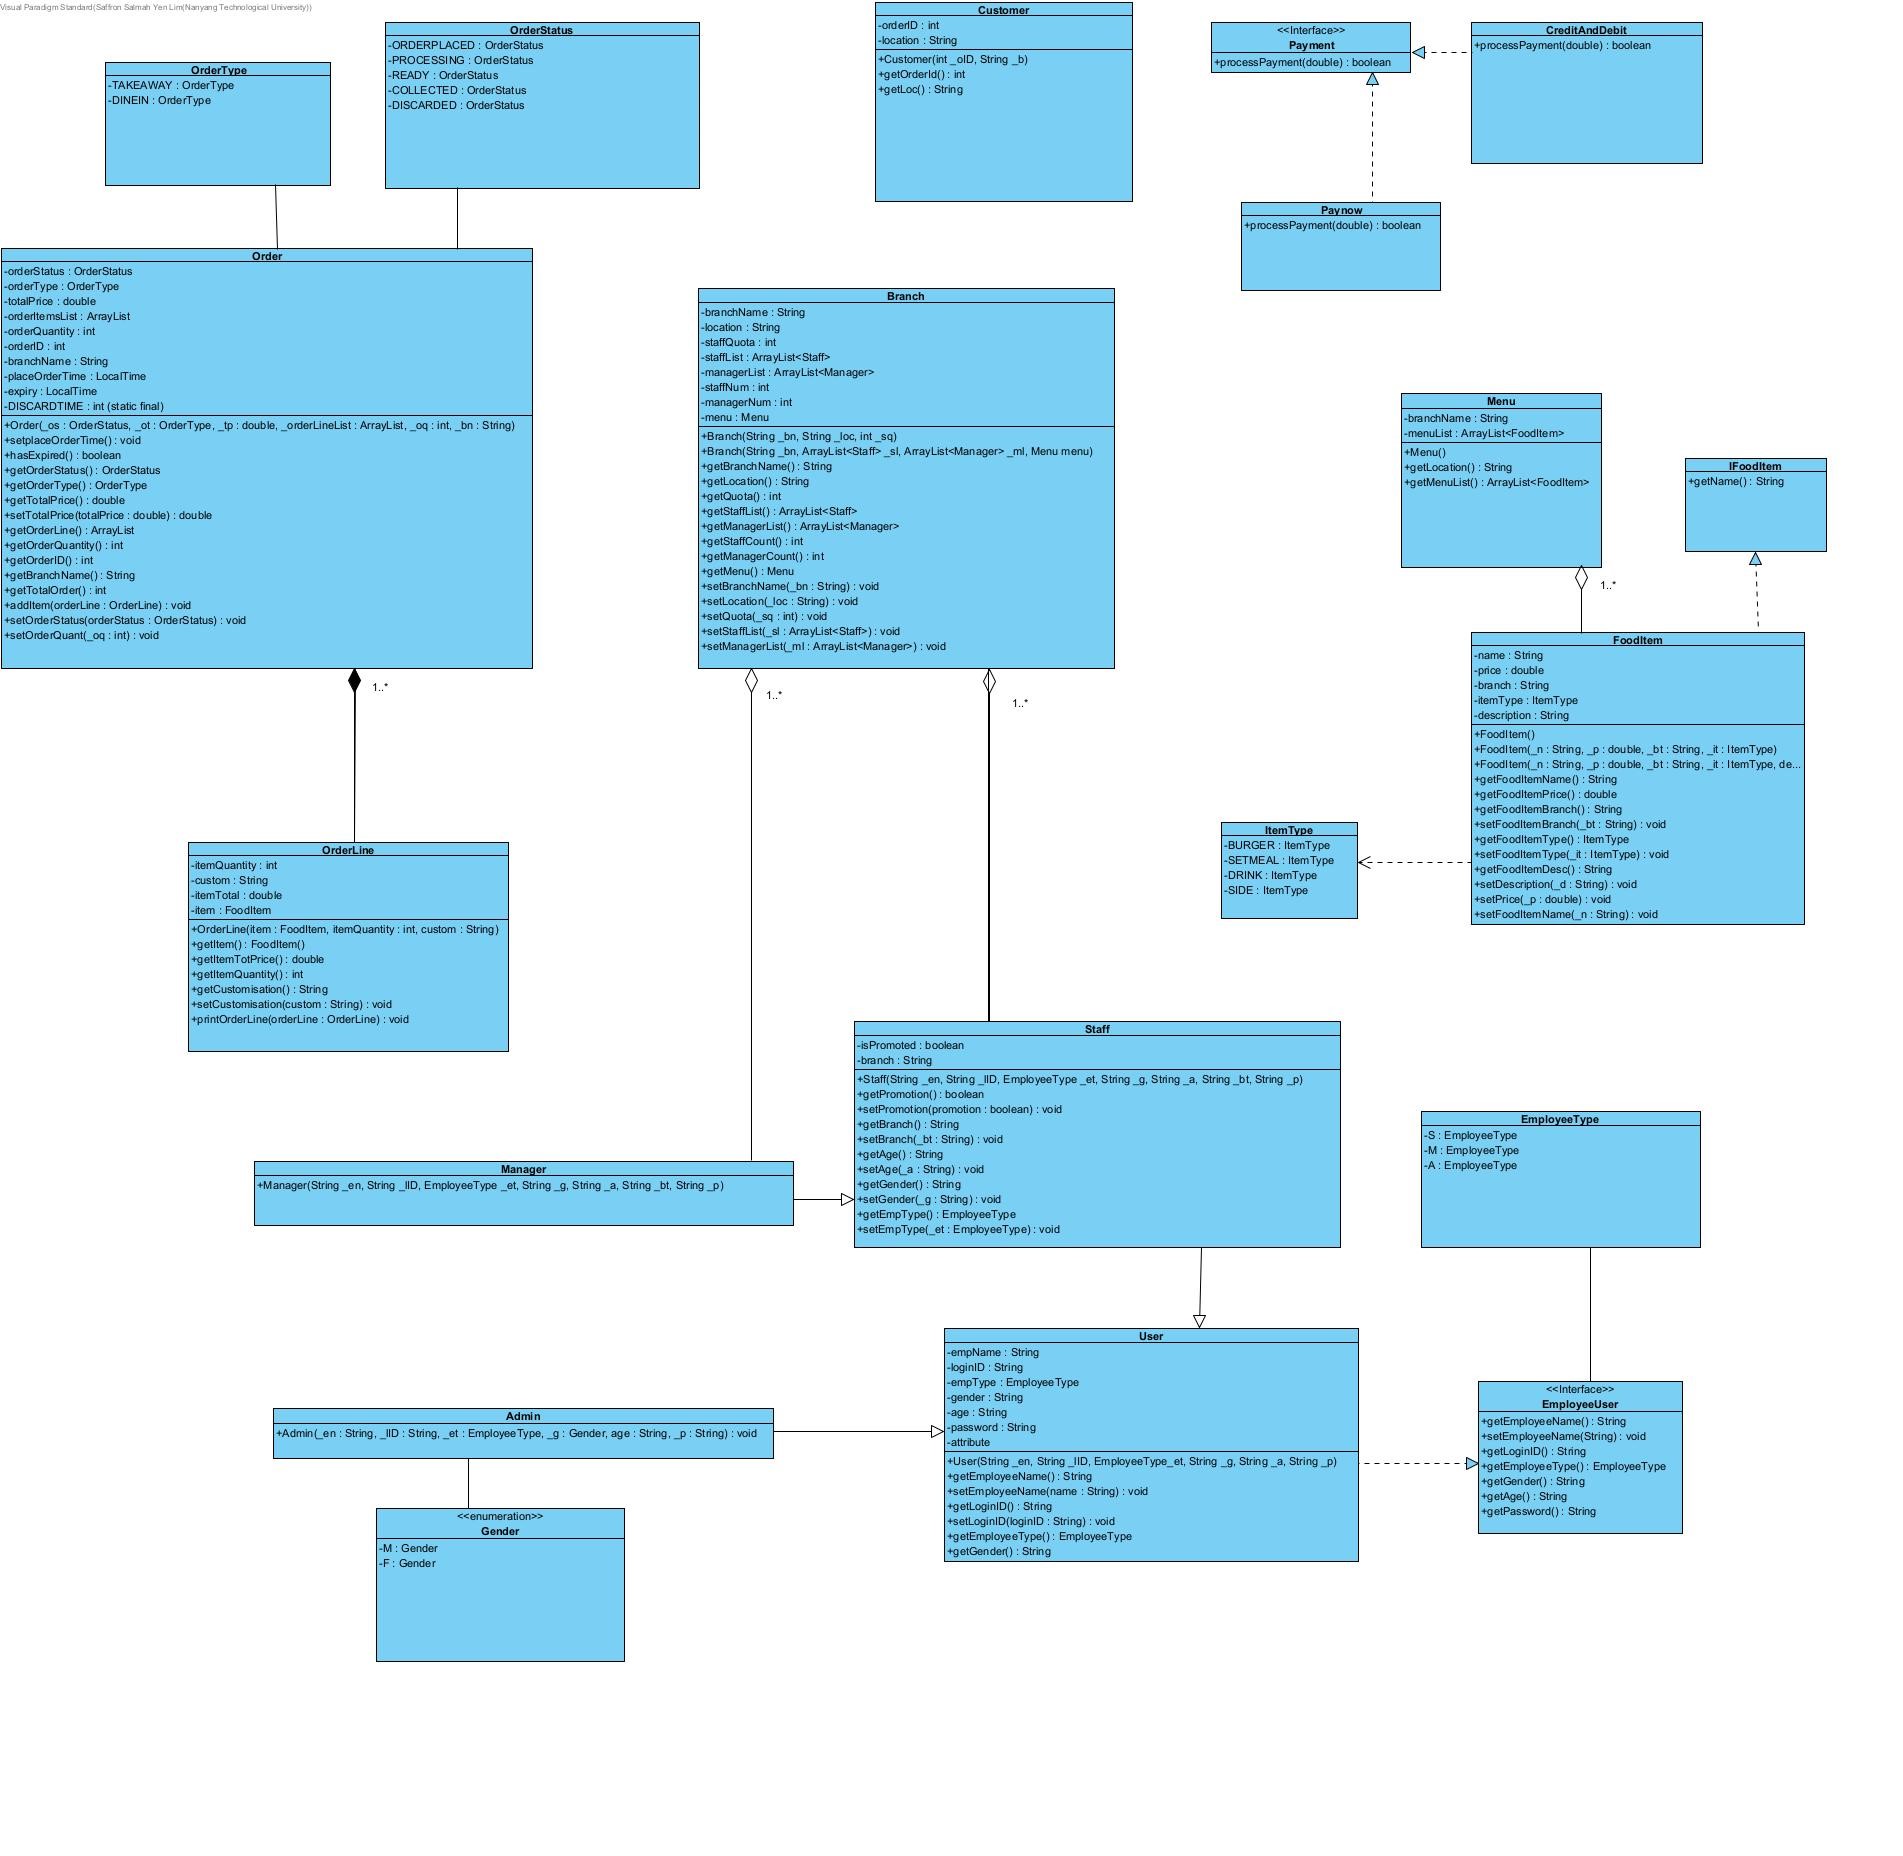 Visual Paradigm Standard(Saffron Salmah Yen Lim(Nanyang Technological University))
OrderType
-TAKEAWAY : OrderType
-DINEIN : OrderType
OrderStatus
-ORDERPLACED : OrderStatus
-PROCESSING : OrderStatus
-READY : OrderStatus
-COLLECTED : OrderStatus
-DISCARDED : OrderStatus
Customer
-orderID : int
-location : String
+Customer(int _oID, String _b)
+getOrderId() : int
+getLoc() : String
<<Interface>>
Payment
+processPayment(double) : boolean
CreditAndDebit
+processPayment(double) : boolean
Paynow
+processPayment(double) : boolean
Order
-orderStatus : OrderStatus
-orderType : OrderType
-totalPrice : double
-orderItemsList : ArrayList
-orderQuantity : int
-orderID : int
-branchName : String
-placeOrderTime : LocalTime
-expiry : LocalTime
-DISCARDTIME : int (static final)
+Order(_os : OrderStatus, _ot : OrderType, _tp : double, _orderLineList : ArrayList, _oq : int, _bn : String)
+setplaceOrderTime() : void
+hasExpired() : boolean
+getOrderStatus() : OrderStatus
+getOrderType() : OrderType
+getTotalPrice() : double
+setTotalPrice(totalPrice : double) : double
+getOrderLine() : ArrayList
+getOrderQuantity() : int
+getOrderID() : int
+getBranchName() : String
+getTotalOrder() : int
+addItem(orderLine : OrderLine) : void
+setOrderStatus(orderStatus : OrderStatus) : void
+setOrderQuant(_oq : int) : void
1..*
Branch
-branchName : String
-location : String
-staffQuota : int
-staffList : ArrayList<Staff>
-managerList : ArrayList<Manager>
-staffNum : int
-managerNum : int
-menu : Menu
+Branch(String _bn, String _loc, int _sq)
+Branch(String _bn, ArrayList<Staff> _sl, ArrayList<Manager> _ml, Menu menu)
+getBranchName() : String
+getLocation() : String
+getQuota() : int
+getStaffList() : ArrayList<Staff>
+getManagerList() : ArrayList<Manager>
+getStaffCount() : int
+getManagerCount() : int
+getMenu() : Menu
+setBranchName(_bn : String) : void
+setLocation(_loc : String) : void
+setQuota(_sq : int) : void
+setStaffList(_sl : ArrayList<Staff>) : void
+setManagerList(_ml : ArrayList<Manager>) : void
1..*
1..*
Menu
-branchName : String
-menuList : ArrayList<FoodItem>
+Menu()
+getLocation() : String
+getMenuList() : ArrayList<FoodItem>
1..*
IFoodItem
+getName() : String
FoodItem
-name : String
-price : double
-branch : String
-itemType : ItemType
-description : String
+FoodItem()
+FoodItem(_n : String, _p : double, _bt : String, _it : ItemType)
+FoodItem(_n : String, _p : double, _bt : String, _it : ItemType, de...
+getFoodItemName() : String
+getFoodItemPrice() : double
+getFoodItemBranch() : String
+setFoodItemBranch(_bt : String) : void
+getFoodItemType() : ItemType
+setFoodItemType(_it : ItemType) : void
+getFoodItemDesc() : String
+setDescription(_d : String) : void
+setPrice(_p : double) : void
+setFoodItemName(_n : String) : void
ItemType
-BURGER : ItemType
-SETMEAL : ItemType
-DRINK : ItemType
-SIDE : ItemType
OrderLine
-itemQuantity : int
-custom : String
-itemTotal : double
-item : FoodItem
+OrderLine(item : FoodItem, itemQuantity : int, custom : String)
+getItem() : FoodItem()
+getItemTotPrice() : double
+getItemQuantity() : int
+getCustomisation() : String
+setCustomisation(custom : String) : void
+printOrderLine(orderLine : OrderLine) : void
Staff
-isPromoted : boolean
-branch : String
+Staff(String _en, String _lID, EmployeeType _et, String _g, String _a, String _bt, String _p)
+getPromotion() : boolean
+setPromotion(promotion : boolean) : void
+getBranch() : String
+setBranch(_bt : String) : void
+getAge() : String
+setAge(_a : String) : void
+getGender() : String
+setGender(_g : String) : void
+getEmpType() : EmployeeType
+setEmpType(_et : EmployeeType) : void
Manager
+Manager(String _en, String _lID, EmployeeType _et, String _g, String _a, String _bt, String _p)
EmployeeType
-S : EmployeeType
-M : EmployeeType
-A : EmployeeType
User
-empName : String
-loginID : String
-empType : EmployeeType
-gender : String
-age : String
-password : String
-attribute
+User(String _en, String _lID, EmployeeType_et, String _g, String _a, String _p)
+getEmployeeName() : String
+setEmployeeName(name : String) : void
+getLoginID() : String
+setLoginID(loginID : String) : void
+getEmployeeType() : EmployeeType
+getGender() : String
<<Interface>>
EmployeeUser
+getEmployeeName() : String
+setEmployeeName(String) : void
+getLoginID() : String
+getEmployeeType() : EmployeeType
+getGender() : String
+getAge() : String
+getPassword() : String
Admin
+Admin(_en : String, _lID : String, _et : EmployeeType, _g : Gender, age : String, _p : String) : void
<<enumeration>>
Gender
-M : Gender
-F : Gender